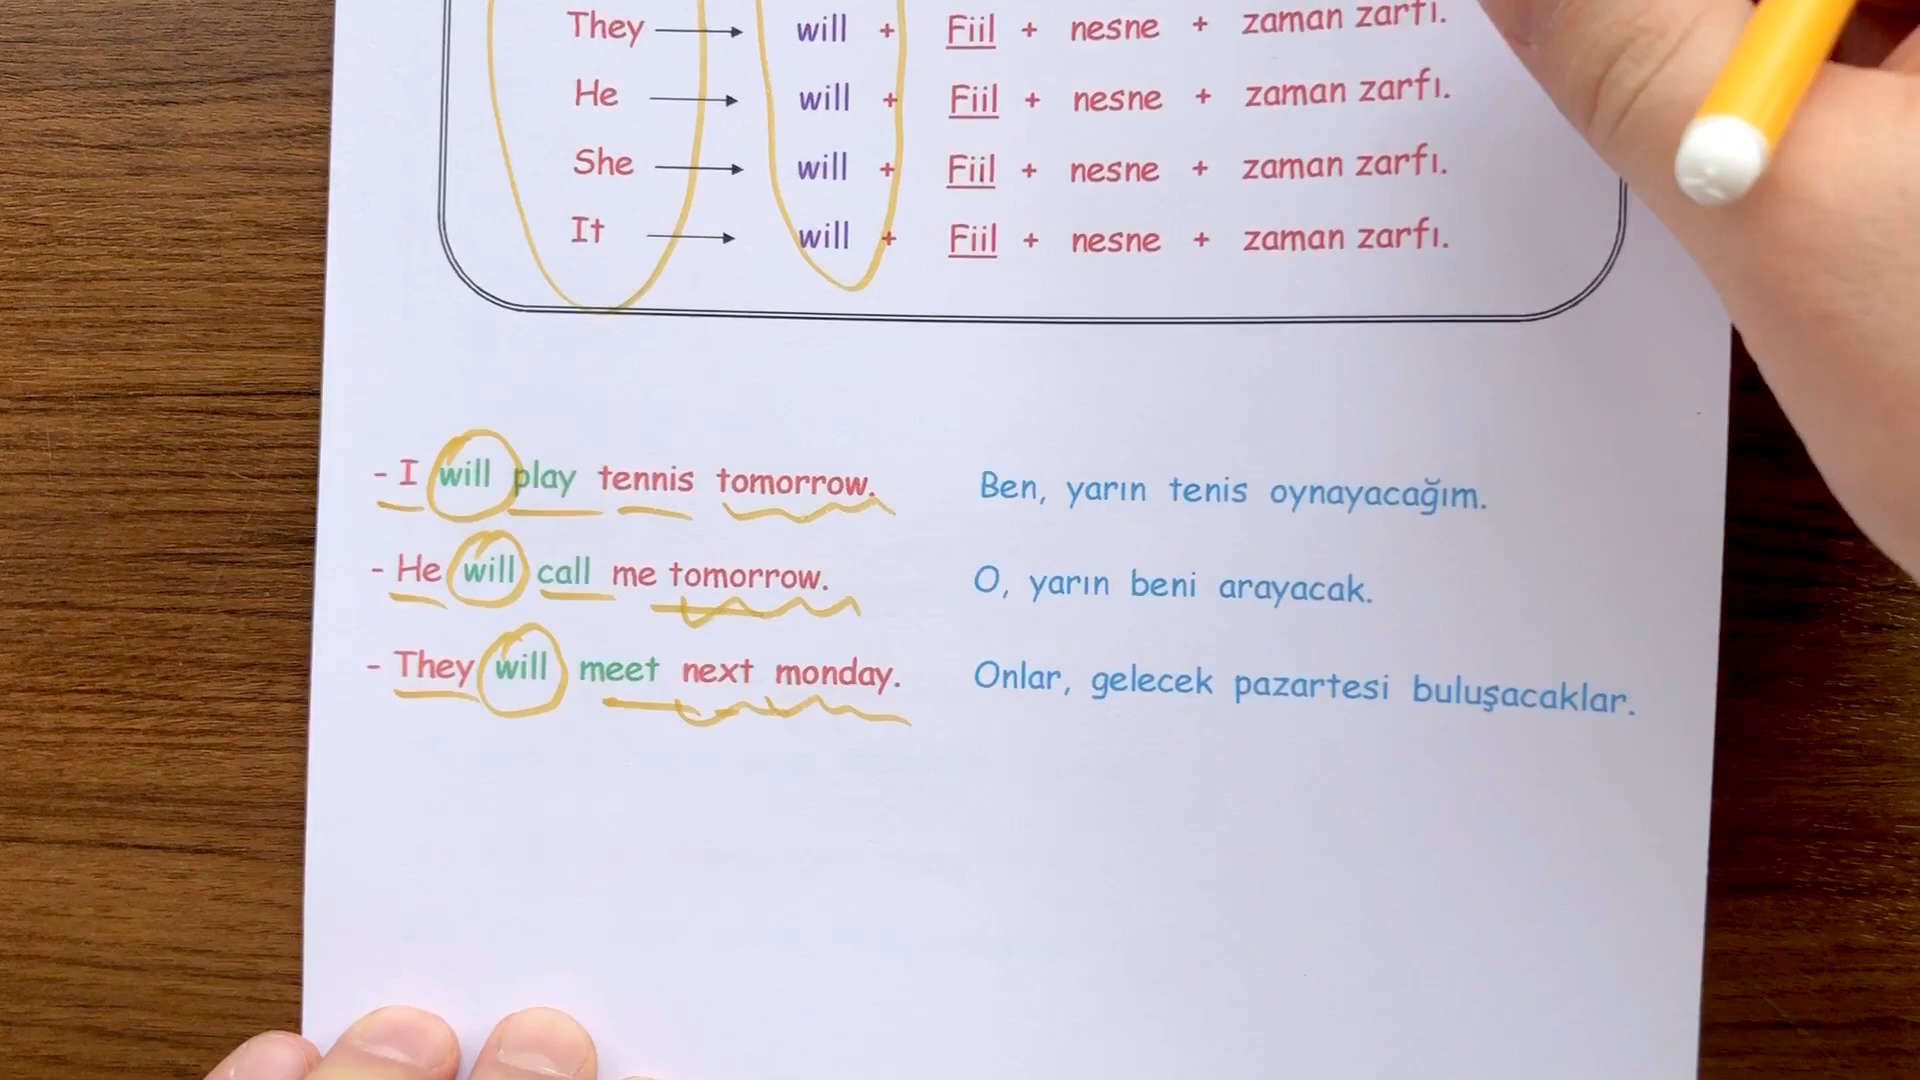 They will + Fiil + nesne + zaman zarfı.
He will + Fiil + nesne + zaman zarfı.
She will + Fiil + nesne + zaman zarfı.
It will + Fiil + nesne + zaman zarfı.
- I will play tennis tomorrow. Ben, yarın tenis oynayacağım.
- He will call me tomorrow. O, yarın beni arayacak.
- They will meet next monday. Onlar, gelecek pazartesi buluşacaklar.